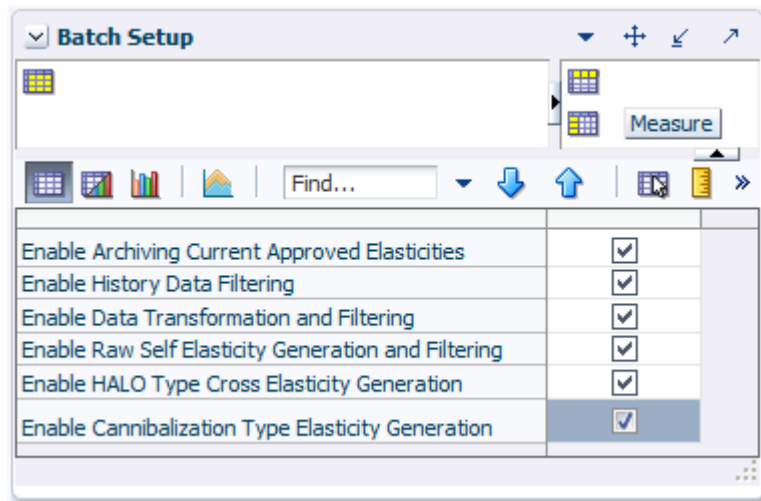 Batch Setup
Measure
Find...
»
Enable Archiving Current Approved Elasticities
Enable History Data Filtering
Enable Data Transformation and Filtering
Enable Raw Self Elasticity Generation and Filtering
Enable HALO Type Cross Elasticity Generation
Enable Cannibalization Type Elasticity Generation